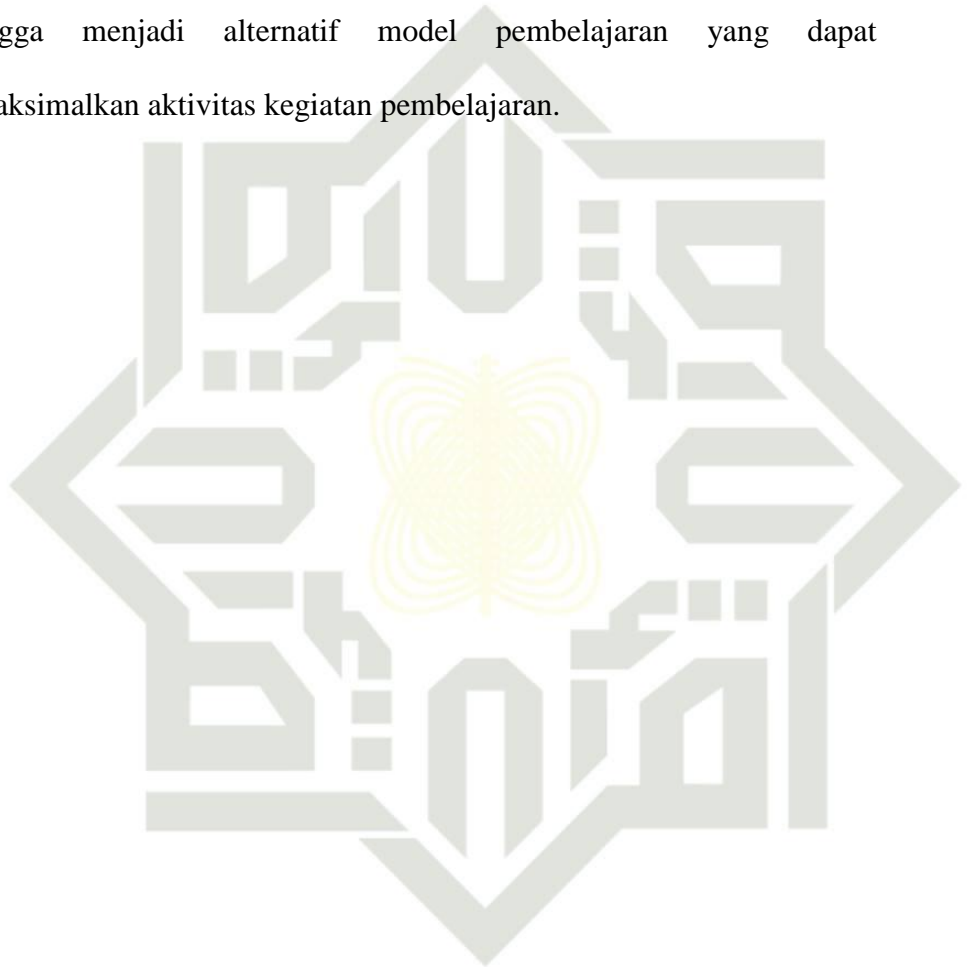 gga menjadi alternatif model pembelajaran yang dapat
aksimalkan aktivitas kegiatan pembelajaran.